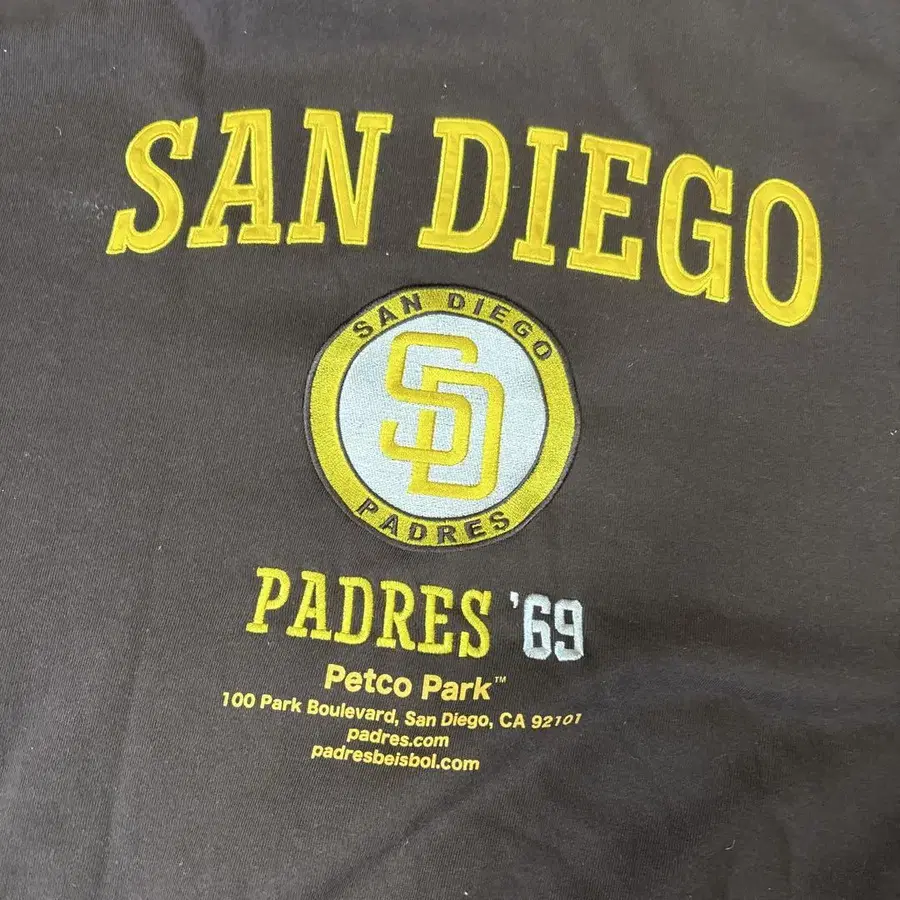 SAN DIEGO
SAN DIEGO
SD
PADRES
PADRES '69
Petco Park™
100 Park Boulevard, San Diego, CA 92101
padres.com
padresbeisbol.com